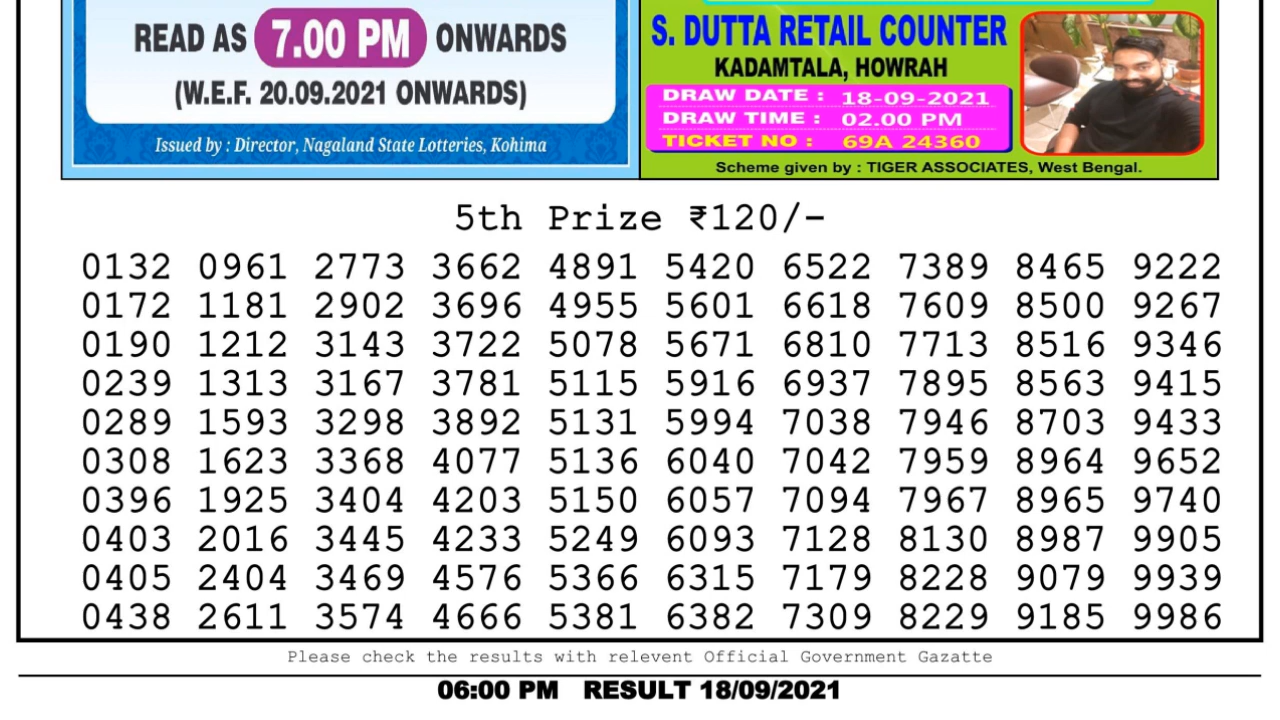 READ AS 7.00 PM ONWARDS
(W.E.F. 20.09.2021 ONWARDS)
Issued by : Director, Nagaland State Lotteries, Kohima
S. DUTTA RETAIL COUNTER
KADAMTALA, HOWRAH
DRAW DATE : 18-09-2021
DRAW TIME : 02.00 PM
TICKET NO : 69A 24360
Scheme given by : TIGER ASSOCIATES, West Bengal.
5th Prize ₹120/-
0132 0961 2773 3662 4891 5420 6522 7389 8465 9222
0172 1181 2902 3696 4955 5601 6618 7609 8500 9267
0190 1212 3143 3722 5078 5671 6810 7713 8516 9346
0239 1313 3167 3781 5115 5916 6937 7895 8563 9415
0289 1593 3298 3892 5131 5994 7038 7946 8703 9433
0308 1623 3368 4077 5136 6040 7042 7959 8964 9652
0396 1925 3404 4203 5150 6057 7094 7967 8965 9740
0403 2016 3445 4233 5249 6093 7128 8130 8987 9905
0405 2404 3469 4576 5366 6315 7179 8228 9079 9939
0438 2611 3574 4666 5381 6382 7309 8229 9185 9986
Please check the results with relevent Official Government Gazatte
06:00 PM RESULT 18/09/2021